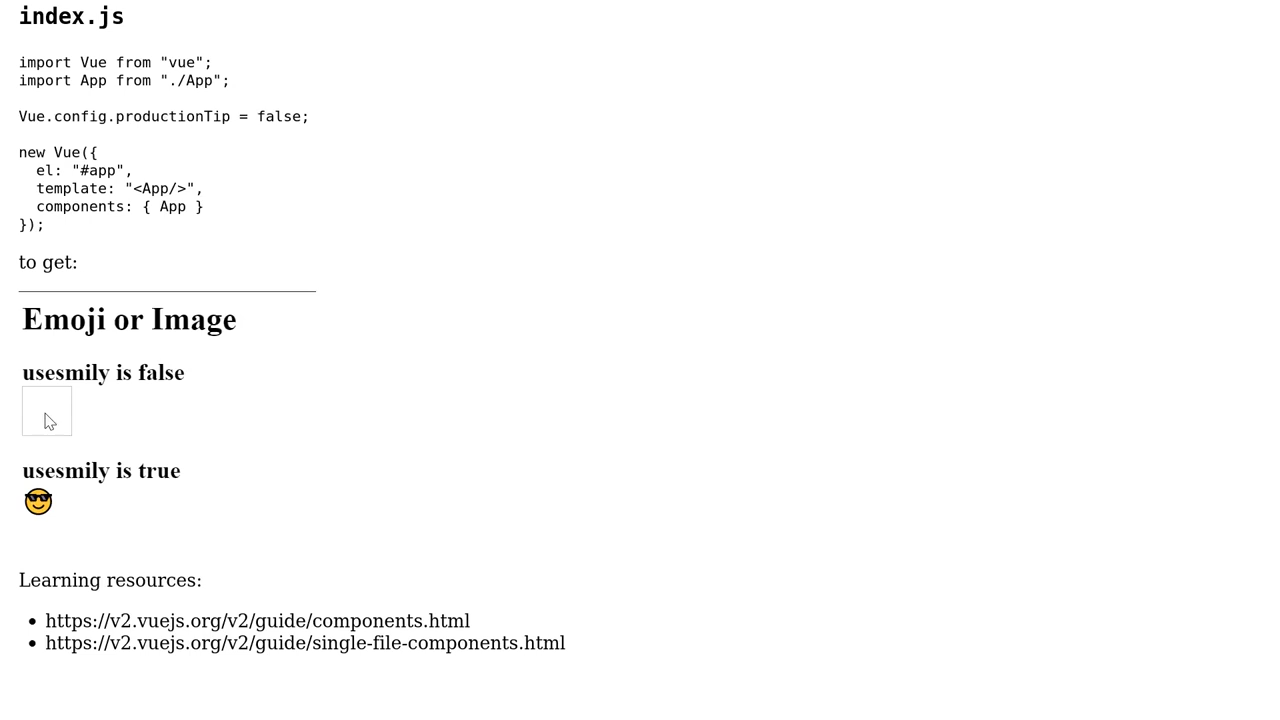 index.js
import Vue from "vue";
import App from "./App";
Vue.config.productionTip = false;
new Vue({
  el: "#app",
  template: "<App/>",
  components: { App }
});
to get:
Emoji or Image
usesmily is false
usesmily is true
Learning resources:
• https://v2.vuejs.org/v2/guide/components.html
• https://v2.vuejs.org/v2/guide/single-file-components.html